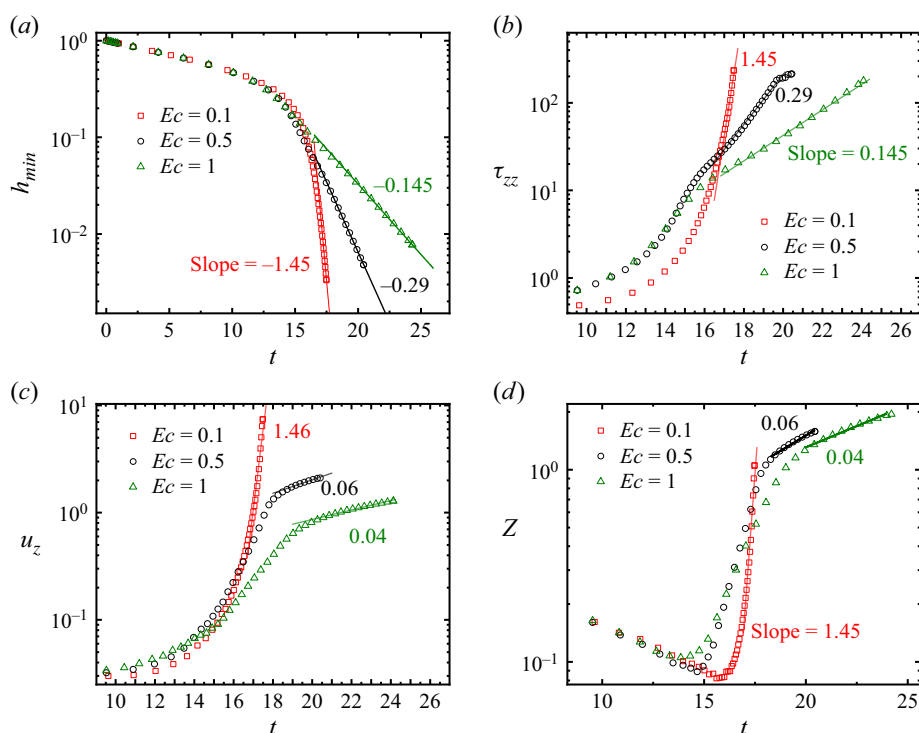 (a)
10^0
10^-1
10^-2
h_min
Ec = 0.1
Ec = 0.5
Ec = 1
–0.145
Slope = –1.45
–0.29
0 5 10 15 20 25
t
(b)
10^2
10^1
10^0
τ_zz
1.45
0.29
Slope = 0.145
Ec = 0.1
Ec = 0.5
Ec = 1
10 12 14 16 18 20 22 24 26
t
(c)
10^1
10^0
10^-1
u_z
Ec = 0.1
Ec = 0.5
Ec = 1
1.46
0.06
0.04
10 12 14 16 18 20 22 24 26
t
(d)
10^0
10^-1
Z
Ec = 0.1
Ec = 0.5
Ec = 1
0.06
0.04
Slope = 1.45
10 15 20 25
t